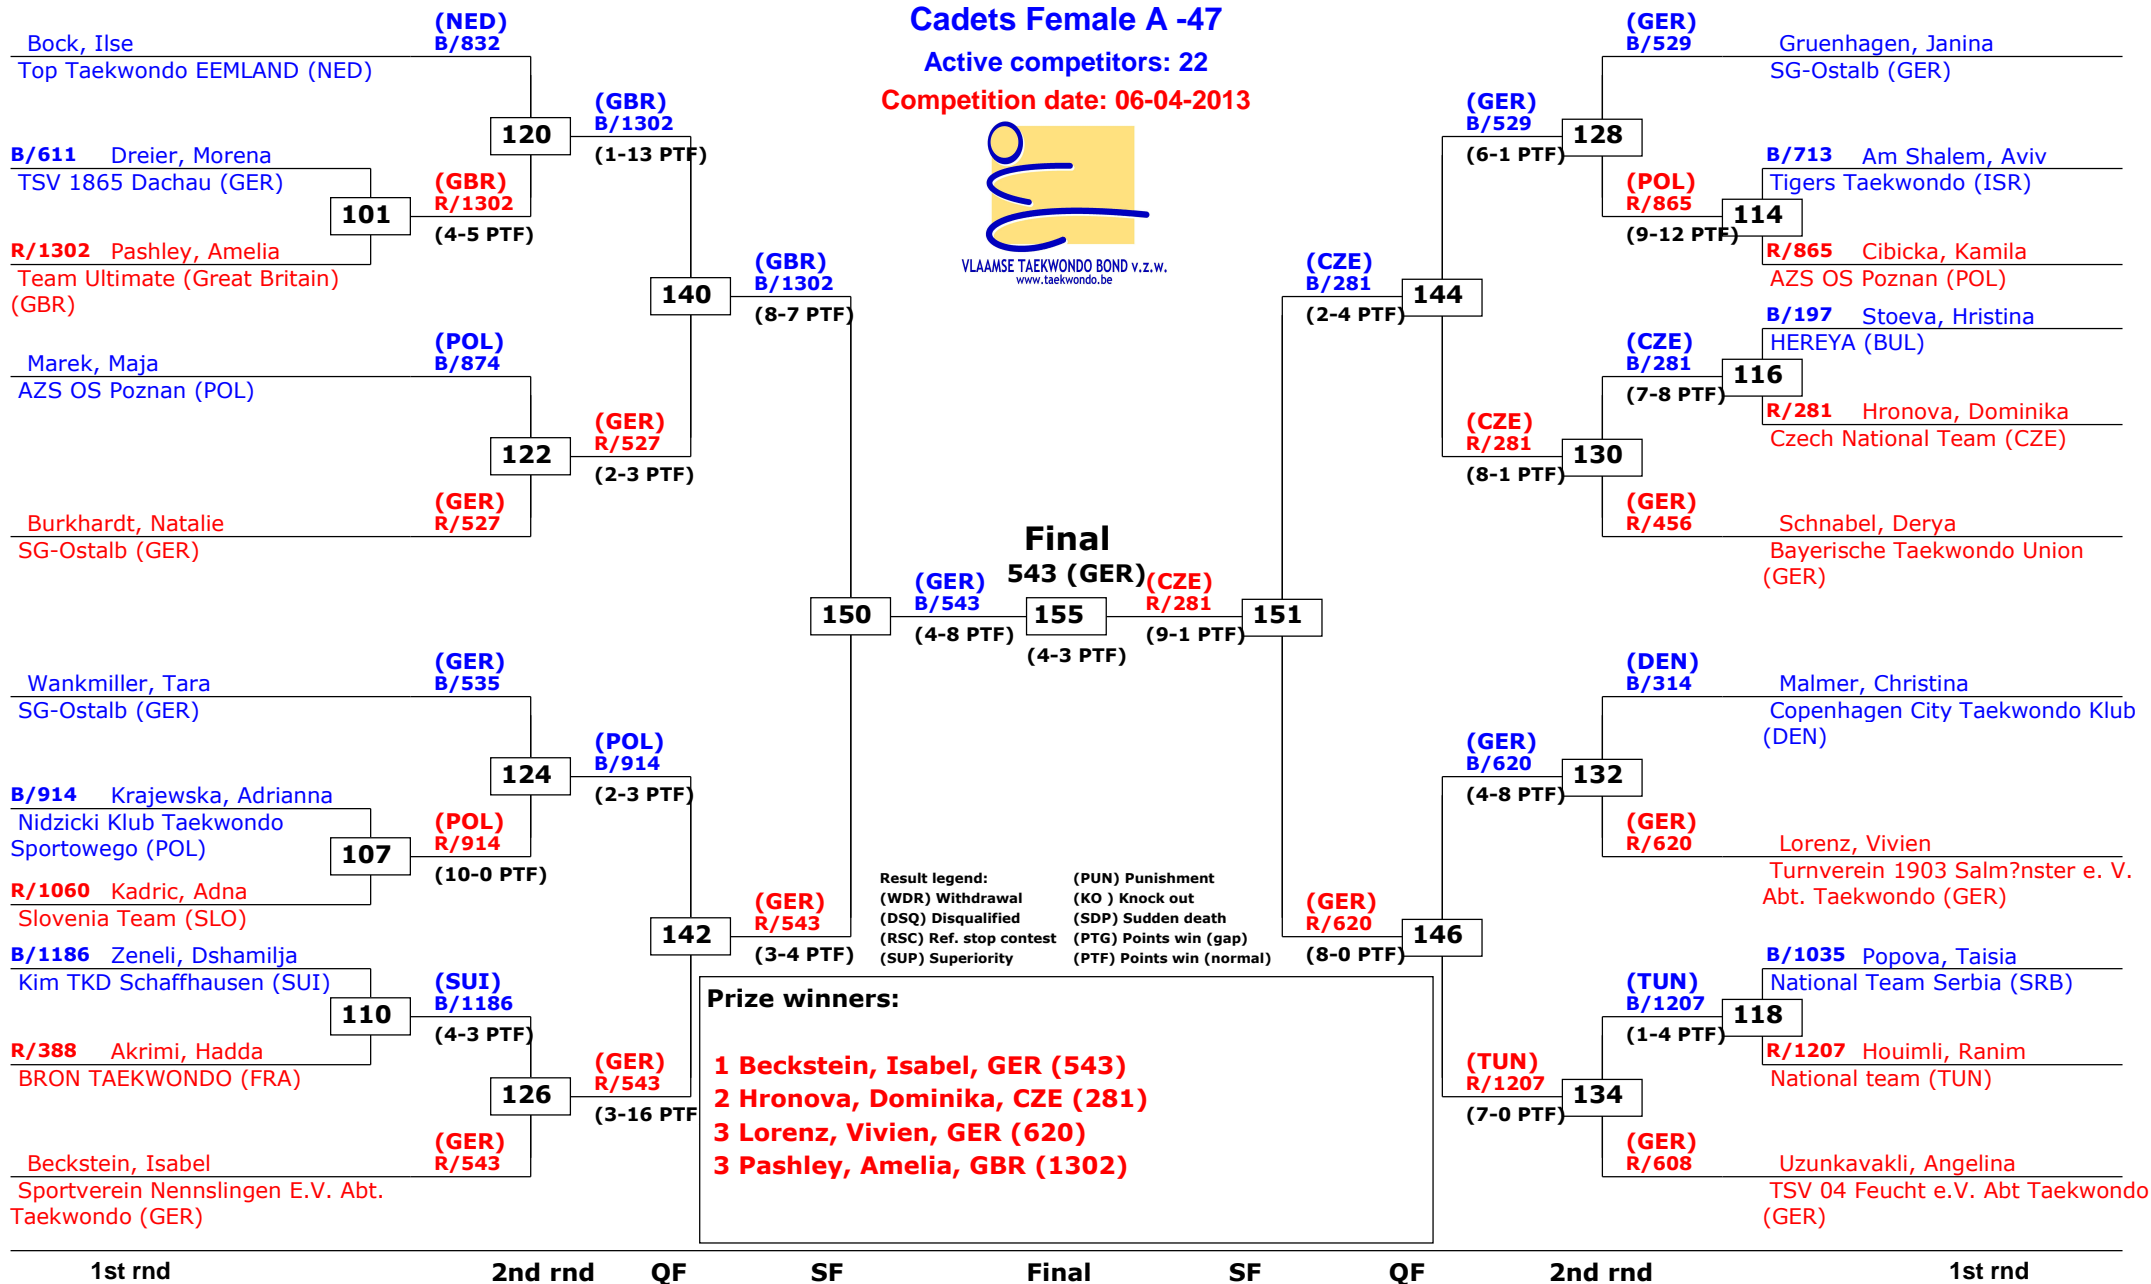 Cadets Female A -47
Active competitors: 22
Competition date: 06-04-2013
VLAAMSE TAEKWONDO BOND v.z.w.
www.taekwondo.be
(NED)
B/832
Bock, Ilse
Top Taekwondo EEMLAND (NED)
120
(GBR)
B/1302
(1-13 PTF)
B/611 Dreier, Morena
TSV 1865 Dachau (GER)
101
(GBR)
R/1302
(4-5 PTF)
R/1302 Pashley, Amelia
Team Ultimate (Great Britain)
(GBR)
140
(GBR)
B/1302
(8-7 PTF)
(POL)
B/874
Marek, Maja
AZS OS Poznan (POL)
122
(GER)
R/527
(2-3 PTF)
(GER)
R/527
Burkhardt, Natalie
SG-Ostalb (GER)
150
(GER)
B/543
(4-8 PTF)
(GER)
B/535
Wankmiller, Tara
SG-Ostalb (GER)
124
(POL)
B/914
(2-3 PTF)
B/914 Krajewska, Adrianna
Nidzicki Klub Taekwondo
Sportowego (POL)
107
(POL)
R/914
(10-0 PTF)
R/1060 Kadric, Adna
Slovenia Team (SLO)
142
(GER)
R/543
(3-4 PTF)
B/1186 Zeneli, Dshamilja
Kim TKD Schaffhausen (SUI)
110
(SUI)
B/1186
(4-3 PTF)
R/388 Akrimi, Hadda
BRON TAEKWONDO (FRA)
126
(GER)
R/543
(3-16 PTF
(GER)
R/543
Beckstein, Isabel
Sportverein Nennslingen E.V. Abt.
Taekwondo (GER)
Final
543 (GER)
155
(4-3 PTF)
(CZE)
R/281
(9-1 PTF)
151
(GER)
B/529
Gruenhagen, Janina
SG-Ostalb (GER)
(GER)
B/529
(6-1 PTF)
128
B/713 Am Shalem, Aviv
Tigers Taekwondo (ISR)
(POL)
R/865
(9-12 PTF)
114
R/865 Cibicka, Kamila
AZS OS Poznan (POL)
(CZE)
B/281
(2-4 PTF)
144
B/197 Stoeva, Hristina
HEREYA (BUL)
(CZE)
B/281
(7-8 PTF)
116
R/281 Hronova, Dominika
Czech National Team (CZE)
(CZE)
R/281
(8-1 PTF)
130
(GER)
R/456
Schnabel, Derya
Bayerische Taekwondo Union
(GER)
(DEN)
B/314
Malmer, Christina
Copenhagen City Taekwondo Klub
(DEN)
(GER)
B/620
(4-8 PTF)
132
(GER)
R/620
Lorenz, Vivien
Turnverein 1903 Salm?nster e. V.
Abt. Taekwondo (GER)
(GER)
R/620
(8-0 PTF)
146
B/1035 Popova, Taisia
National Team Serbia (SRB)
(TUN)
B/1207
(1-4 PTF)
118
R/1207 Houimli, Ranim
National team (TUN)
(TUN)
R/1207
(7-0 PTF)
134
(GER)
R/608
Uzunkavakli, Angelina
TSV 04 Feucht e.V. Abt Taekwondo
(GER)
Result legend: (PUN) Punishment
(WDR) Withdrawal (KO ) Knock out
(DSQ) Disqualified (SDP) Sudden death
(RSC) Ref. stop contest (PTG) Points win (gap)
(SUP) Superiority (PTF) Points win (normal)
Prize winners:
1 Beckstein, Isabel, GER (543)
2 Hronova, Dominika, CZE (281)
3 Lorenz, Vivien, GER (620)
3 Pashley, Amelia, GBR (1302)
1st rnd 2nd rnd QF SF Final SF QF 2nd rnd 1st rnd